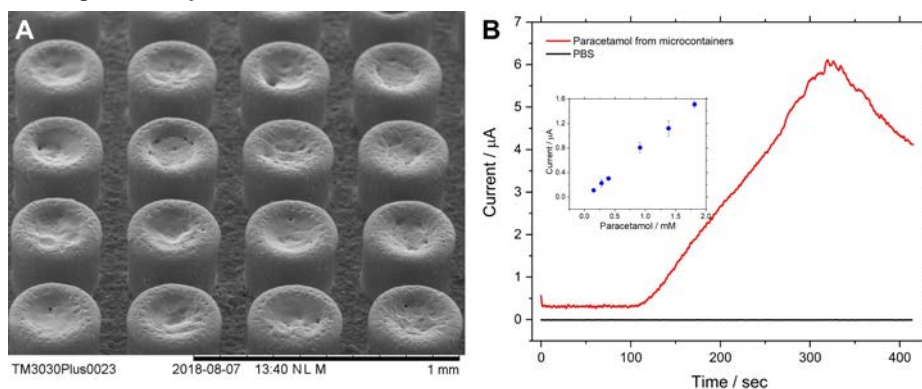 A
TM3030Plus0023 2018-08-07 13:40 N L M 1 mm
B
Paracetamol from microcontainers
PBS
Current / μA
7
6
5
4
3
2
1
0
0 100 200 300 400
Time / sec
Current / μA
1.8
1.2
0.6
0.0
0.0 0.5 1.0 1.5 2.0
Paracetamol / mM